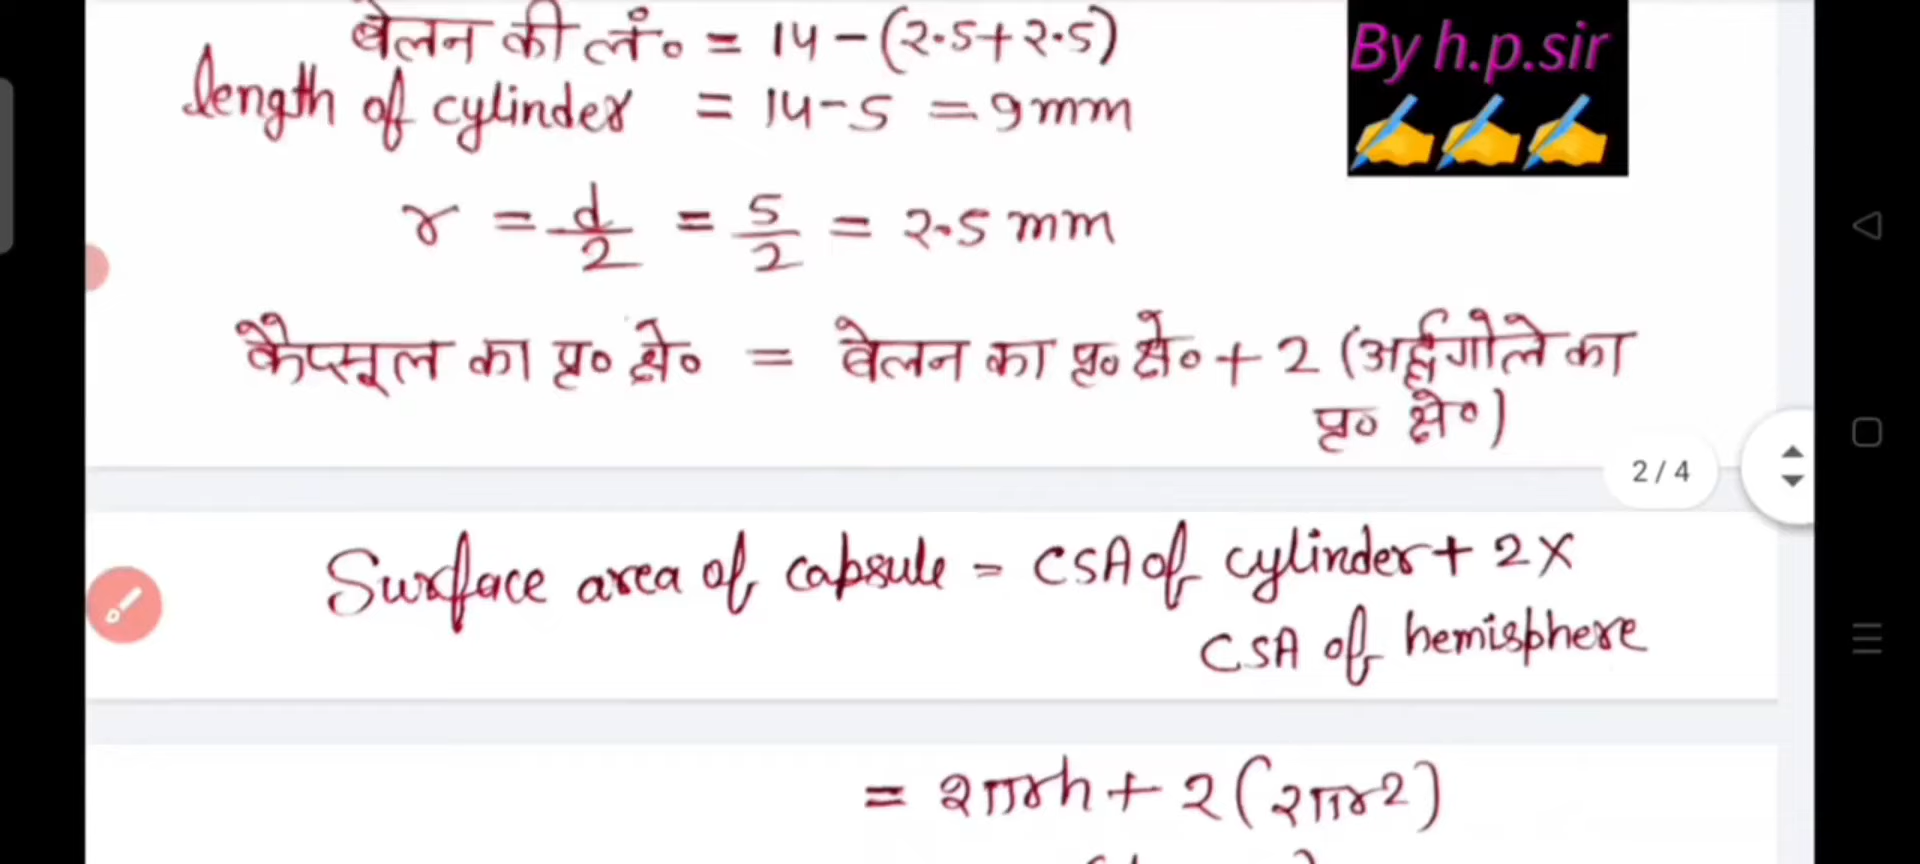 बेलन की लं० = 14 - (2.5+2.5)
length of cylinder = 14-5 = 9mm
By h.p.sir
r = d/2 = 5/2 = 2.5 mm
कैप्सूल का पृ० क्षे० = बेलन का पृ० क्षे० + 2 (अर्द्धगोले का
पृ० क्षे०)
2 / 4
Surface area of capsule = CSA of cylinder + 2×
CSA of hemisphere
= 2πrh + 2(2πr²)